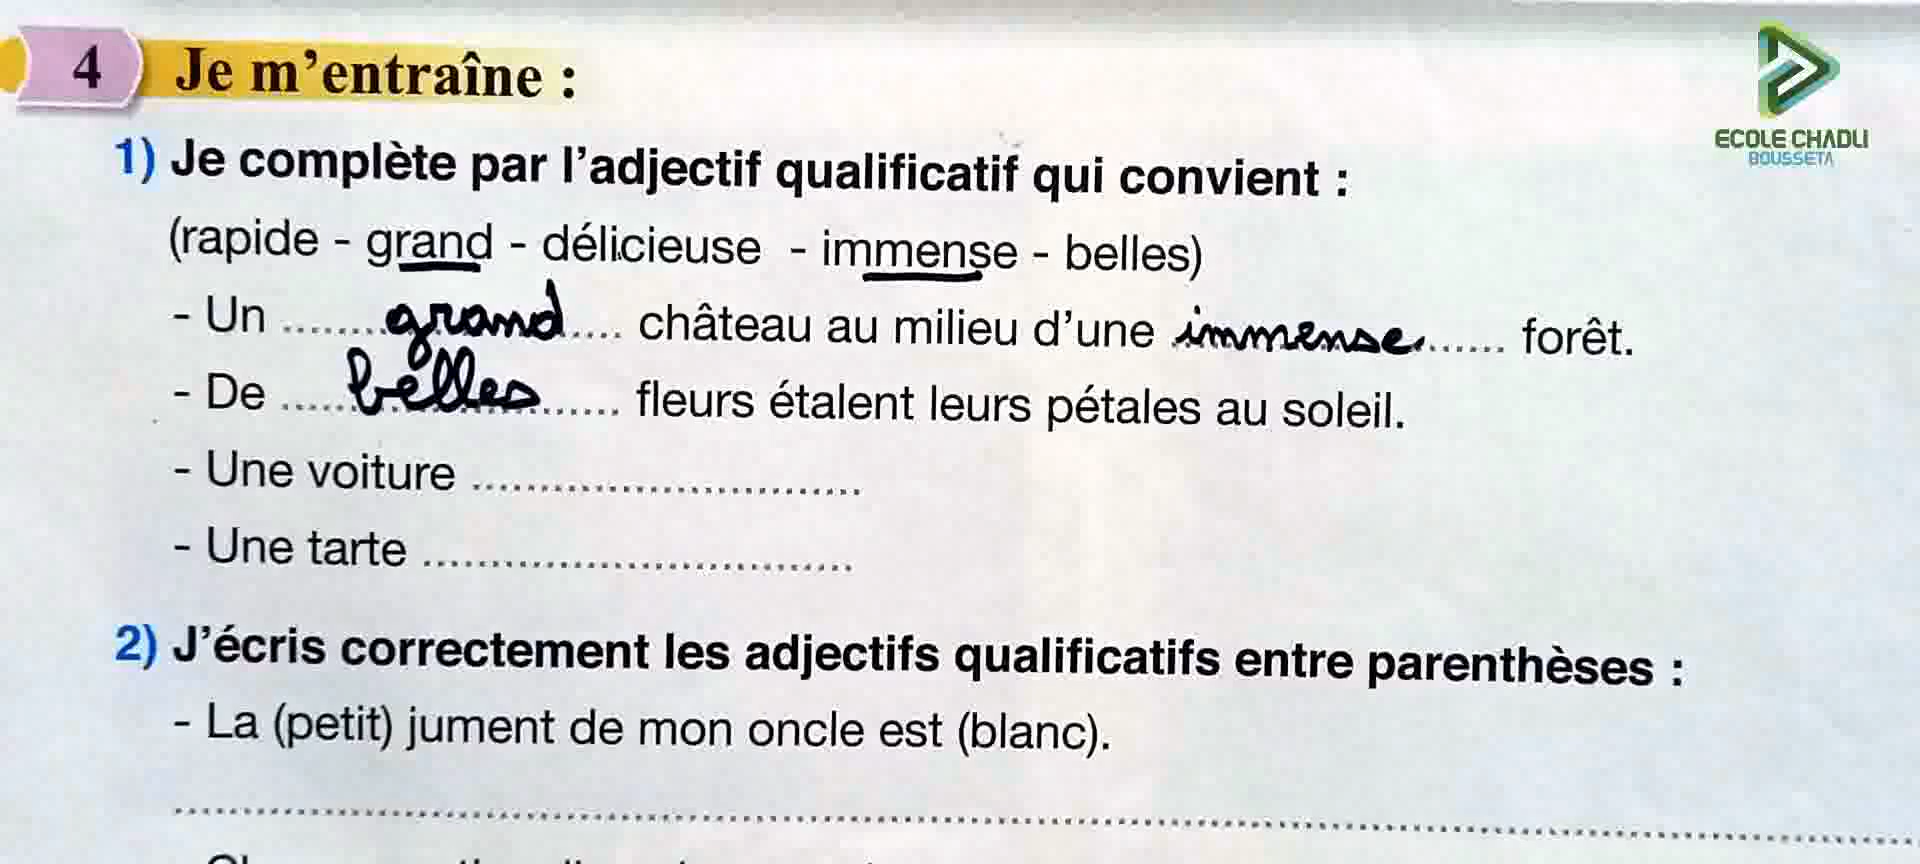 4 Je m’entraîne :
ECOLE CHADLI
BOUSSETA
1) Je complète par l’adjectif qualificatif qui convient :
(rapide - grand - délicieuse - immense - belles)
- Un ........grand.... château au milieu d’une immense....... forêt.
- De .....belles...... fleurs étalent leurs pétales au soleil.
- Une voiture ..............................
- Une tarte ..............................
2) J’écris correctement les adjectifs qualificatifs entre parenthèses :
- La (petit) jument de mon oncle est (blanc).